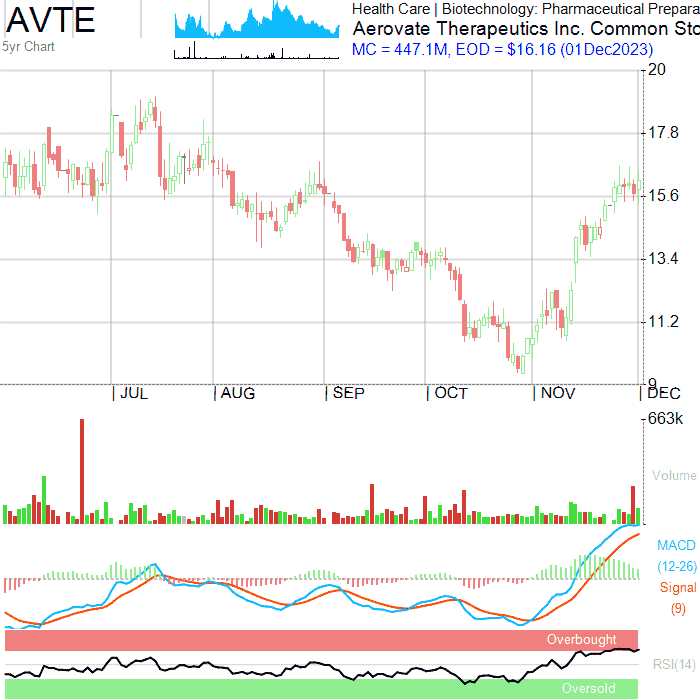 AVTE
5yr Chart
Health Care | Biotechnology: Pharmaceutical Prepara
Aerovate Therapeutics Inc. Common Sto
MC = 447.1M, EOD = $16.16 (01Dec2023)
20
17.8
15.6
13.4
11.2
9
JUL AUG SEP OCT NOV DEC
663k
Volume
MACD
(12-26)
Signal
(9)
Overbought
RSI(14)
Oversold